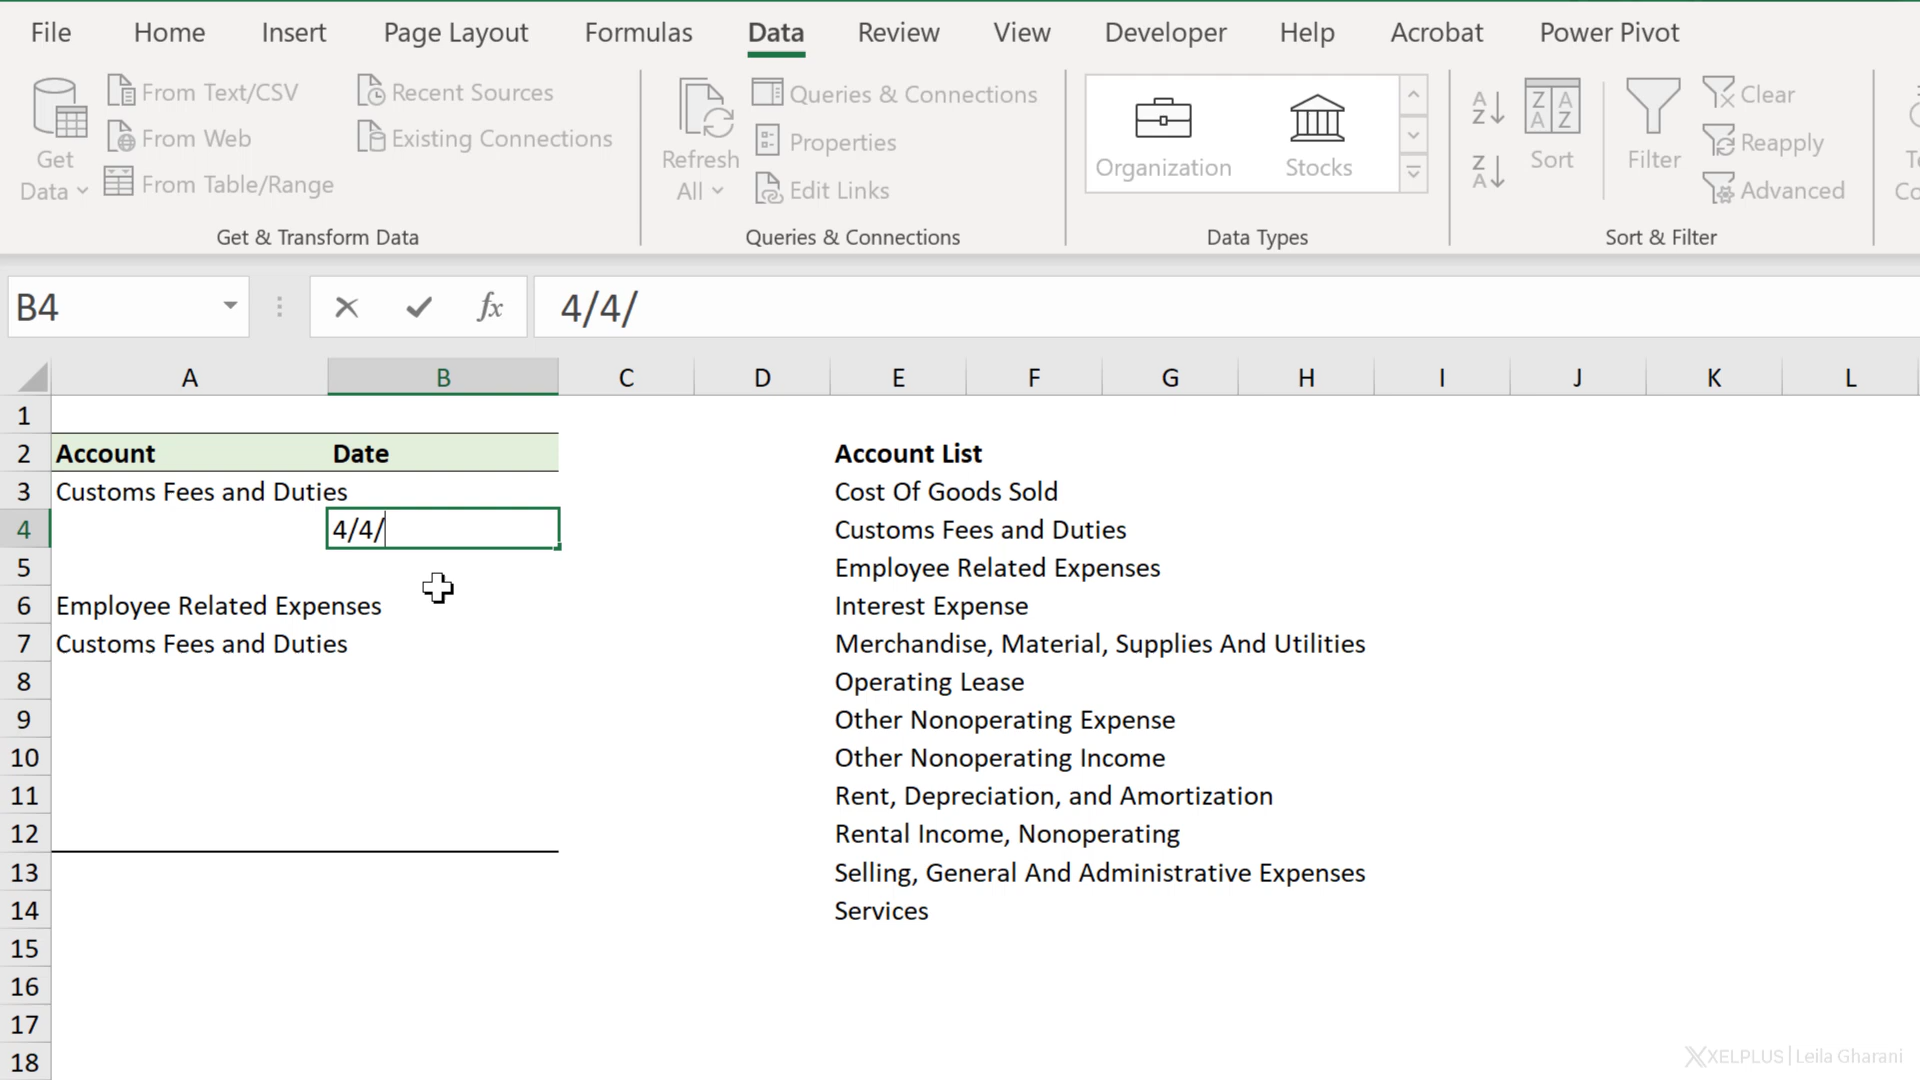 File Home Insert Page Layout Formulas Data Review View Developer Help Acrobat Power Pivot
Get Data
From Text/CSV
From Web
From Table/Range
Recent Sources
Existing Connections
Get & Transform Data
Refresh All
Queries & Connections
Properties
Edit Links
Queries & Connections
Organization
Stocks
Data Types
A
Z
Z
A
Z A
A Z
Sort
Filter
Clear
Reapply
Advanced
Sort & Filter
B4 fx 4/4/
A B C D E F G H I J K L
1
2 Account Date Account List
3 Customs Fees and Duties Cost Of Goods Sold
4 4/4/ Customs Fees and Duties
5 Employee Related Expenses
6 Employee Related Expenses Interest Expense
7 Customs Fees and Duties Merchandise, Material, Supplies And Utilities
8 Operating Lease
9 Other Nonoperating Expense
10 Other Nonoperating Income
11 Rent, Depreciation, and Amortization
12 Rental Income, Nonoperating
13 Selling, General And Administrative Expenses
14 Services
15
16
17
18
XELPLUS | Leila Gharani